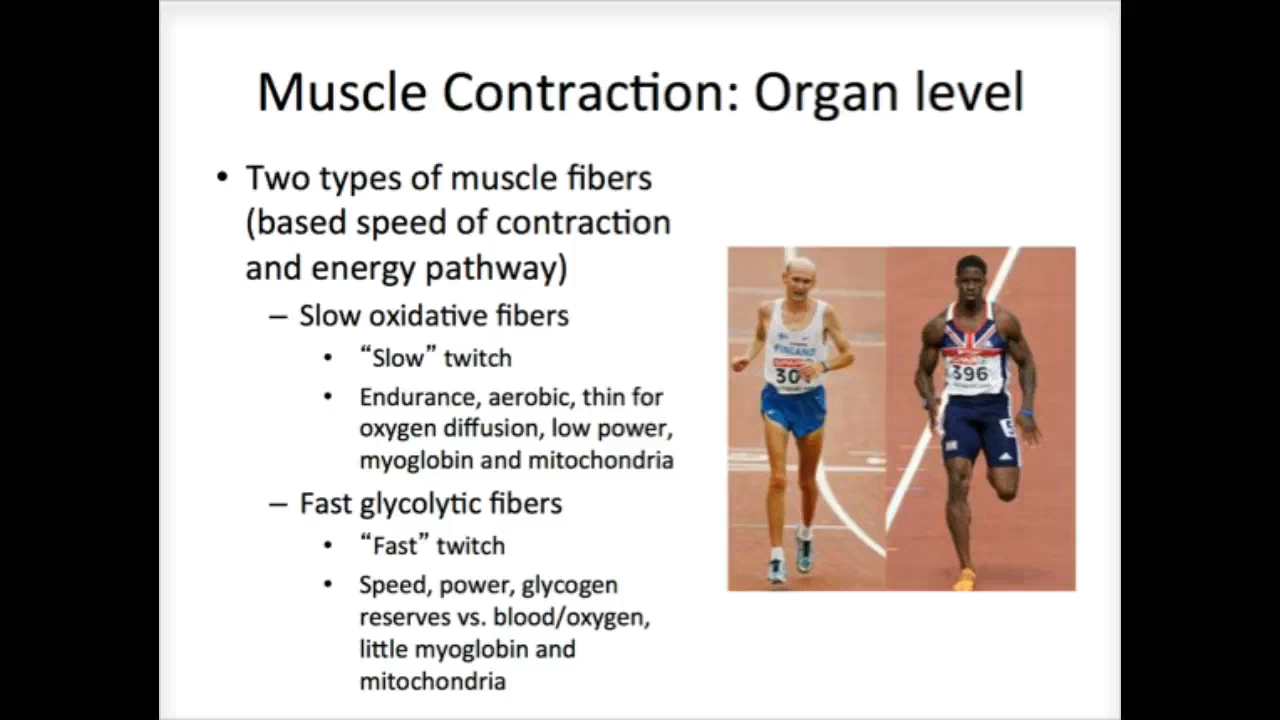 Muscle Contraction: Organ level
• Two types of muscle fibers
(based speed of contraction
and energy pathway)
– Slow oxidative fibers
• “Slow” twitch
• Endurance, aerobic, thin for
oxygen diffusion, low power,
myoglobin and mitochondria
– Fast glycolytic fibers
• “Fast” twitch
• Speed, power, glycogen
reserves vs. blood/oxygen,
little myoglobin and
mitochondria
FINLAND
396
5